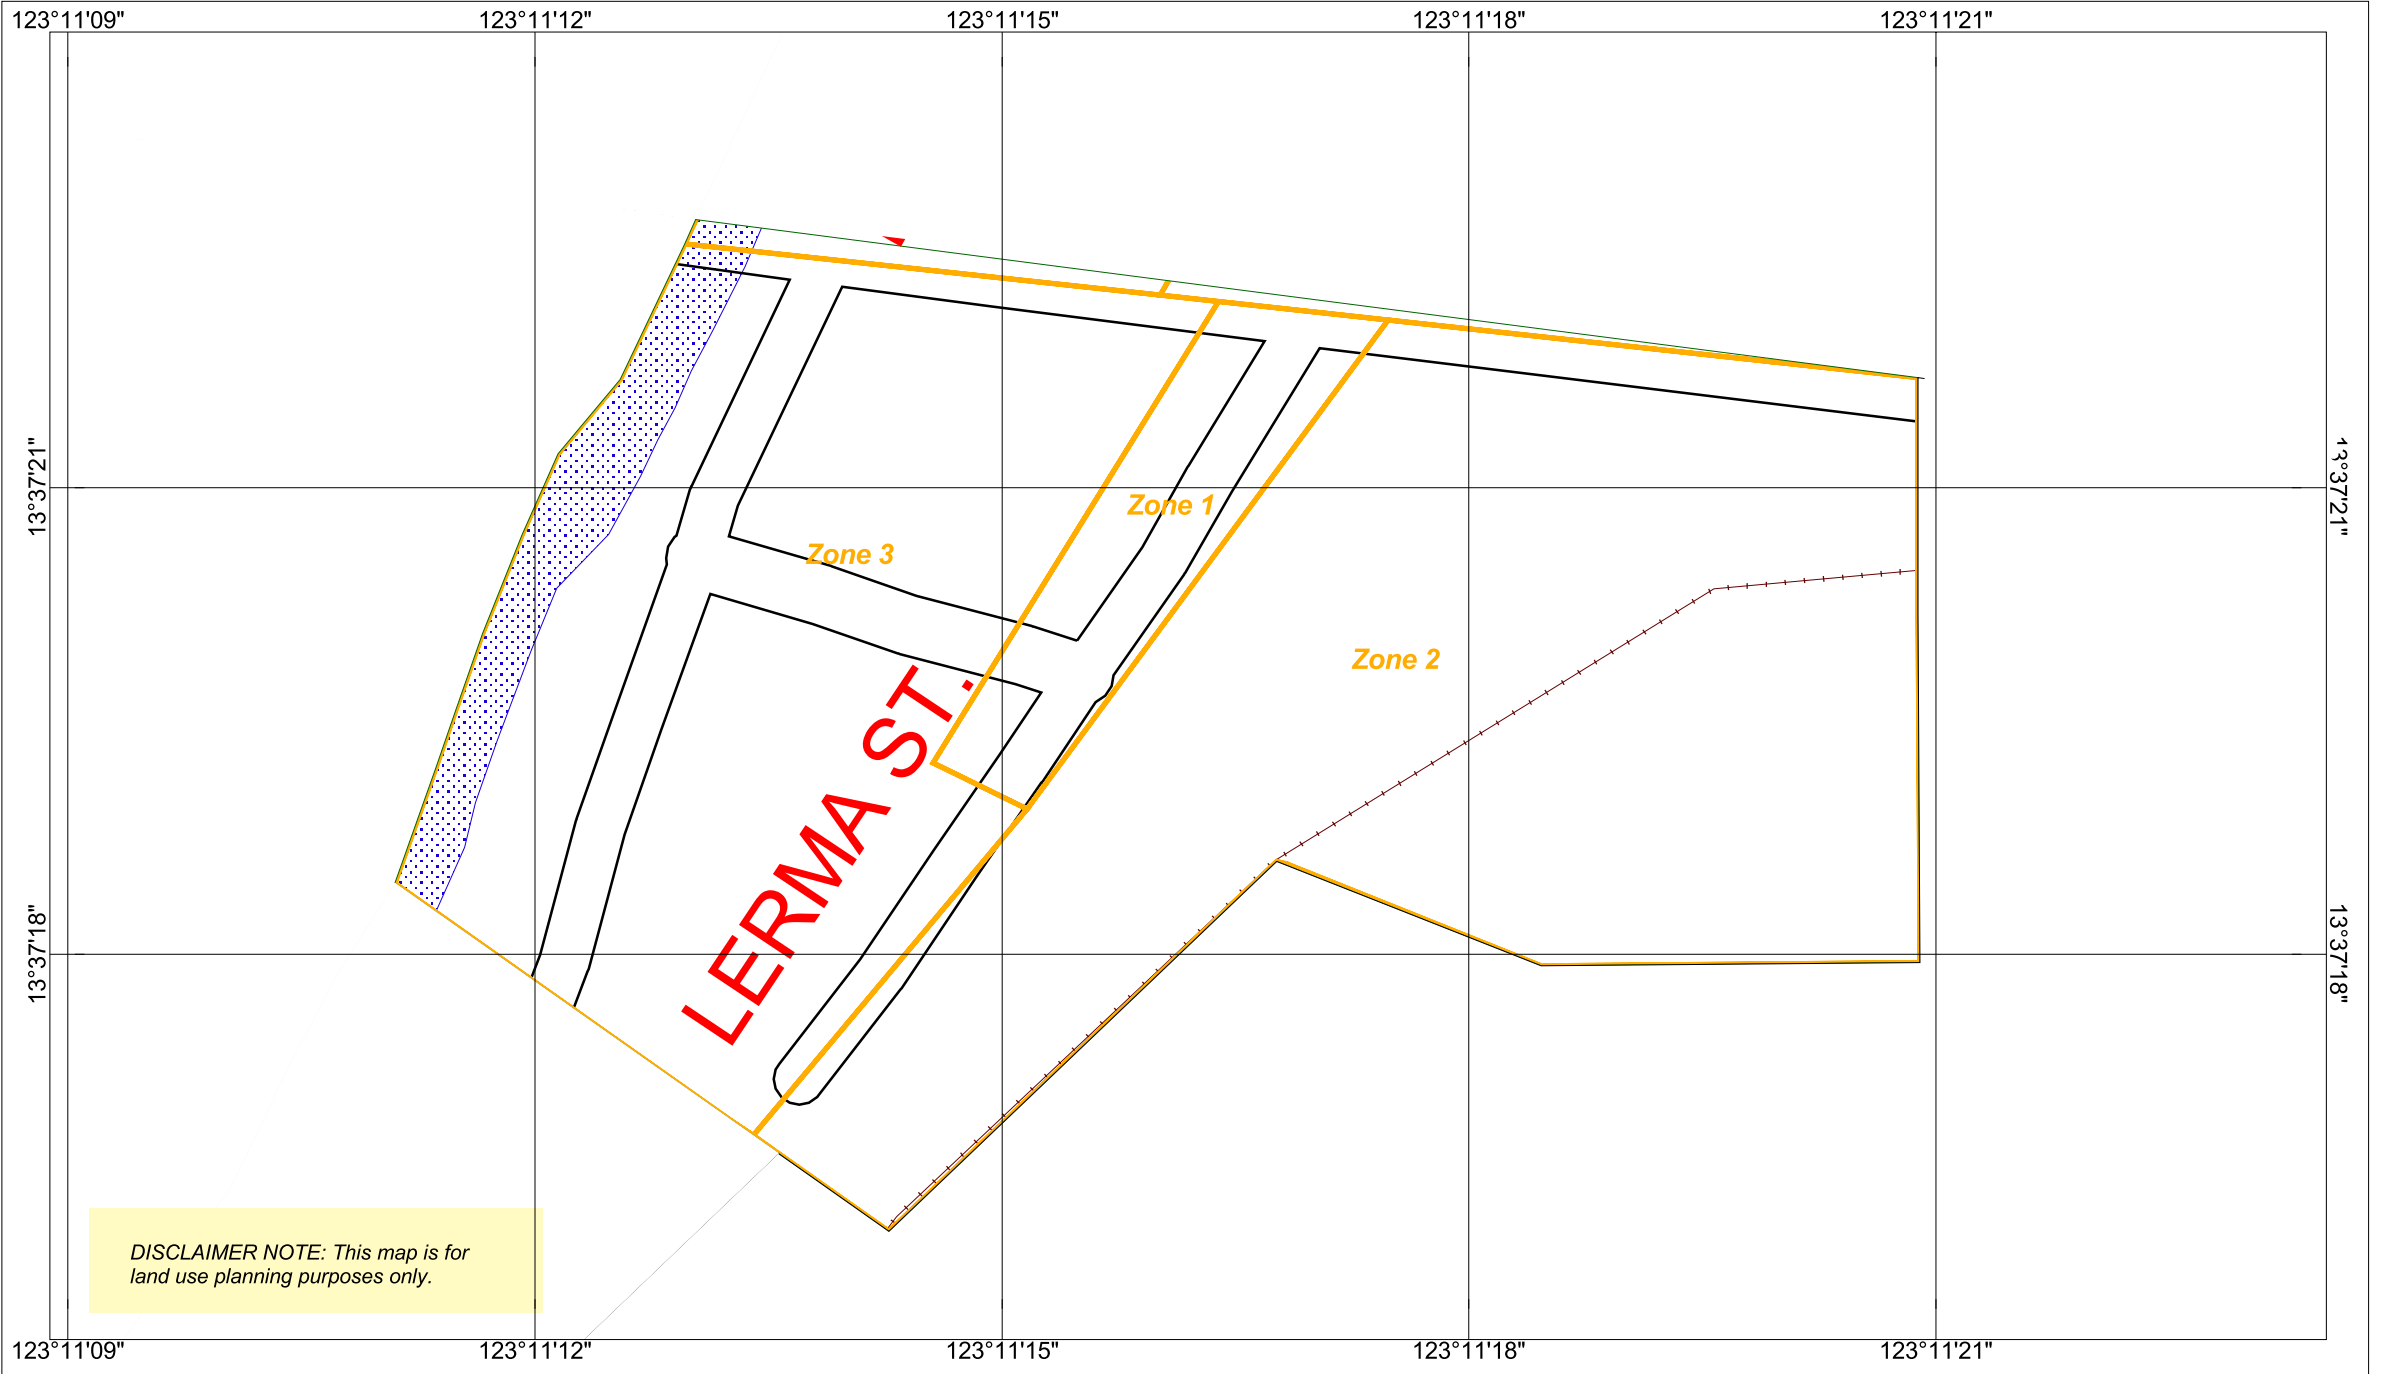 123°11'09" 123°11'12" 123°11'15" 123°11'18" 123°11'21"
13°37'21"
13°37'21"
Zone 1
Zone 3
Zone 2
LERMA ST.
13°37'18"
13°37'18"
DISCLAIMER NOTE: This map is for
land use planning purposes only.
123°11'09" 123°11'12" 123°11'15" 123°11'18" 123°11'21"